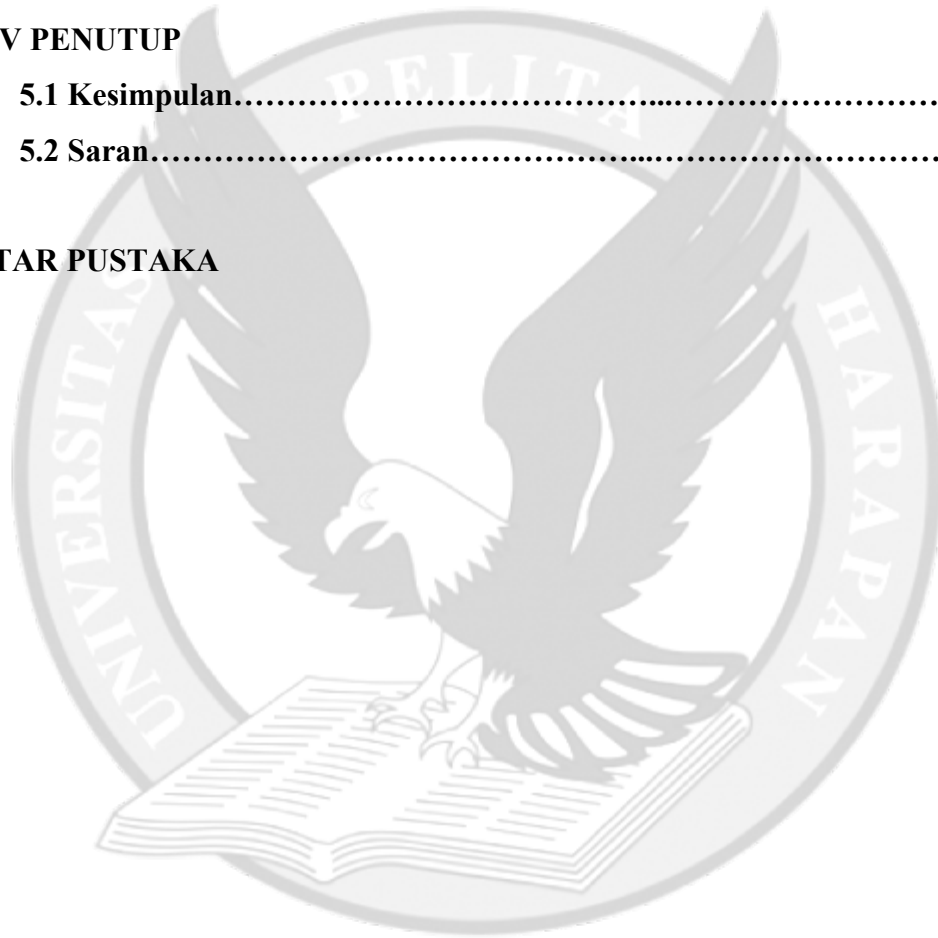 V PENUTUP
5.1 Kesimpulan…………………………………...……………………
5.2 Saran………………………………………...……………………
TAR PUSTAKA
UNIVERSITAS PELITA HARAPAN